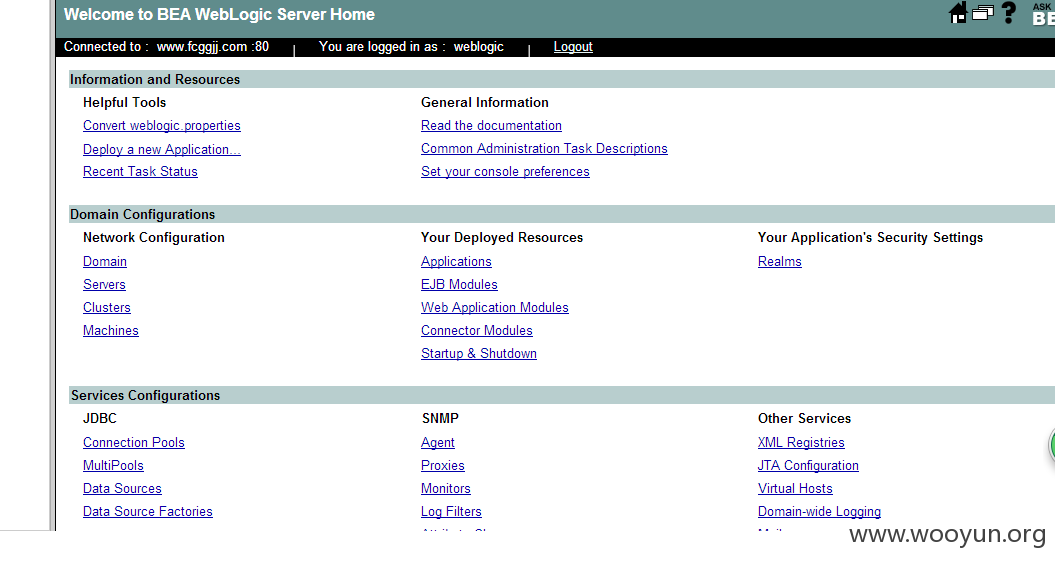 Welcome to BEA WebLogic Server Home
ASK
BE
Connected to : www.fcggjj.com :80 | You are logged in as : weblogic | Logout
Information and Resources
Helpful Tools General Information
Convert weblogic.properties Read the documentation
Deploy a new Application... Common Administration Task Descriptions
Recent Task Status Set your console preferences
Domain Configurations
Network Configuration Your Deployed Resources Your Application's Security Settings
Domain Applications Realms
Servers EJB Modules
Clusters Web Application Modules
Machines Connector Modules
Startup & Shutdown
Services Configurations
JDBC SNMP Other Services
Connection Pools Agent XML Registries
MultiPools Proxies JTA Configuration
Data Sources Monitors Virtual Hosts
Data Source Factories Log Filters Domain-wide Logging
www.wooyun.org